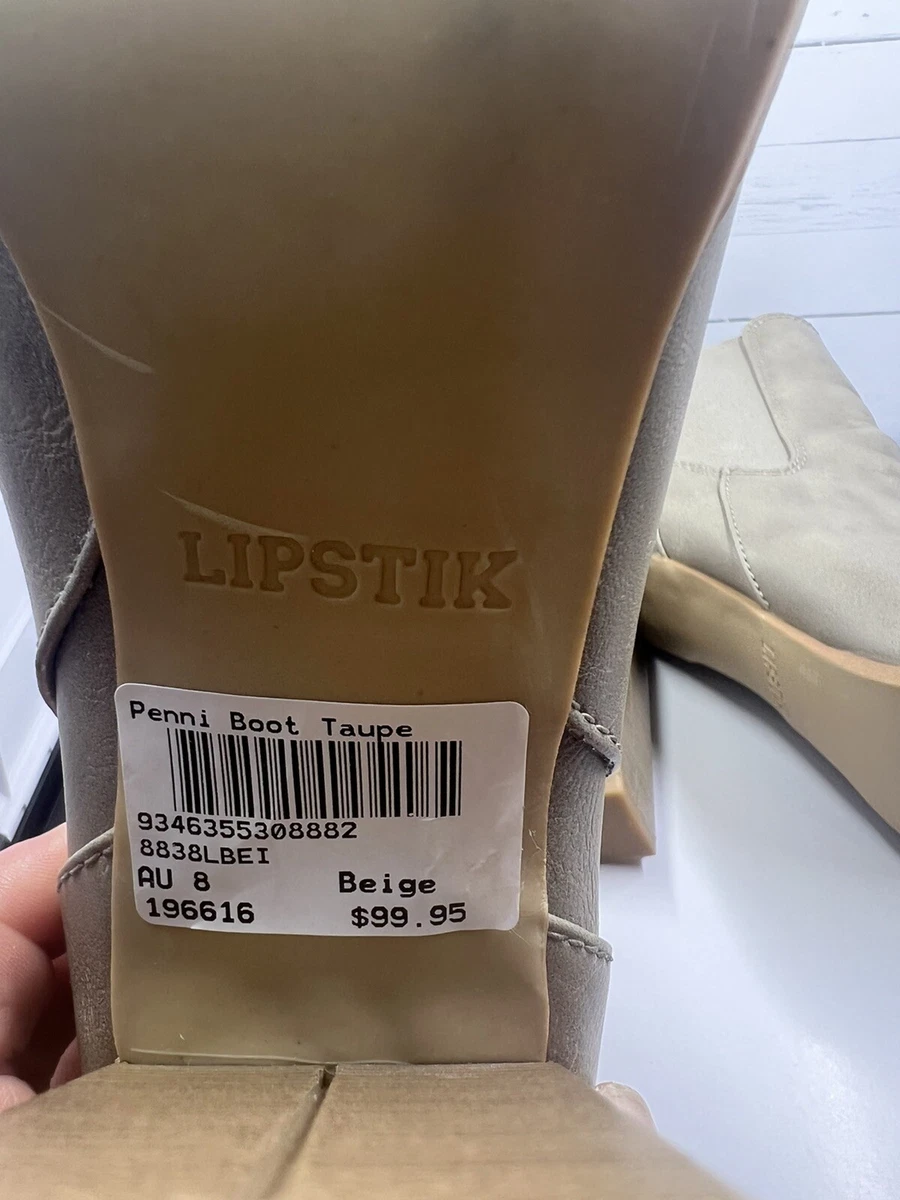 LIPSTIK
Penni Boot Taupe
9346355308882
8838LBEI
AU 8 Beige
196616 $99.95